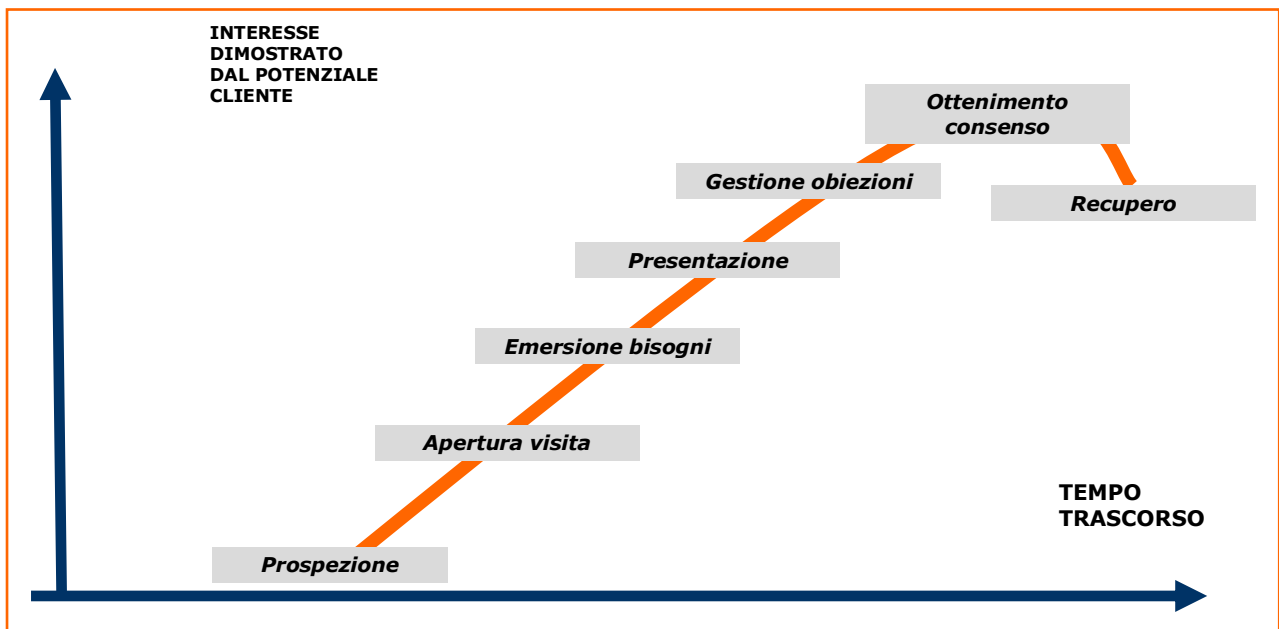 INTERESSE
DIMOSTRATO
DAL POTENZIALE
CLIENTE
Ottenimento
consenso
Gestione obiezioni
Recupero
Presentazione
Emersione bisogni
Apertura visita
TEMPO
TRASCORSO
Prospezione